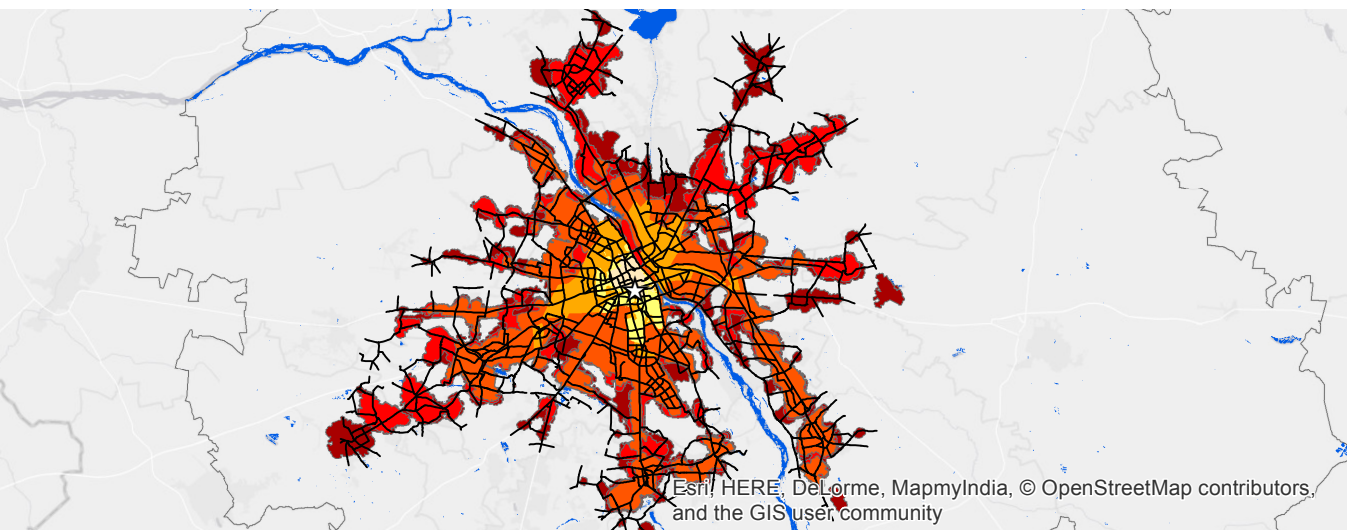 Esri, HERE, DeLorme, MapmyIndia, © OpenStreetMap contributors,
and the GIS user community